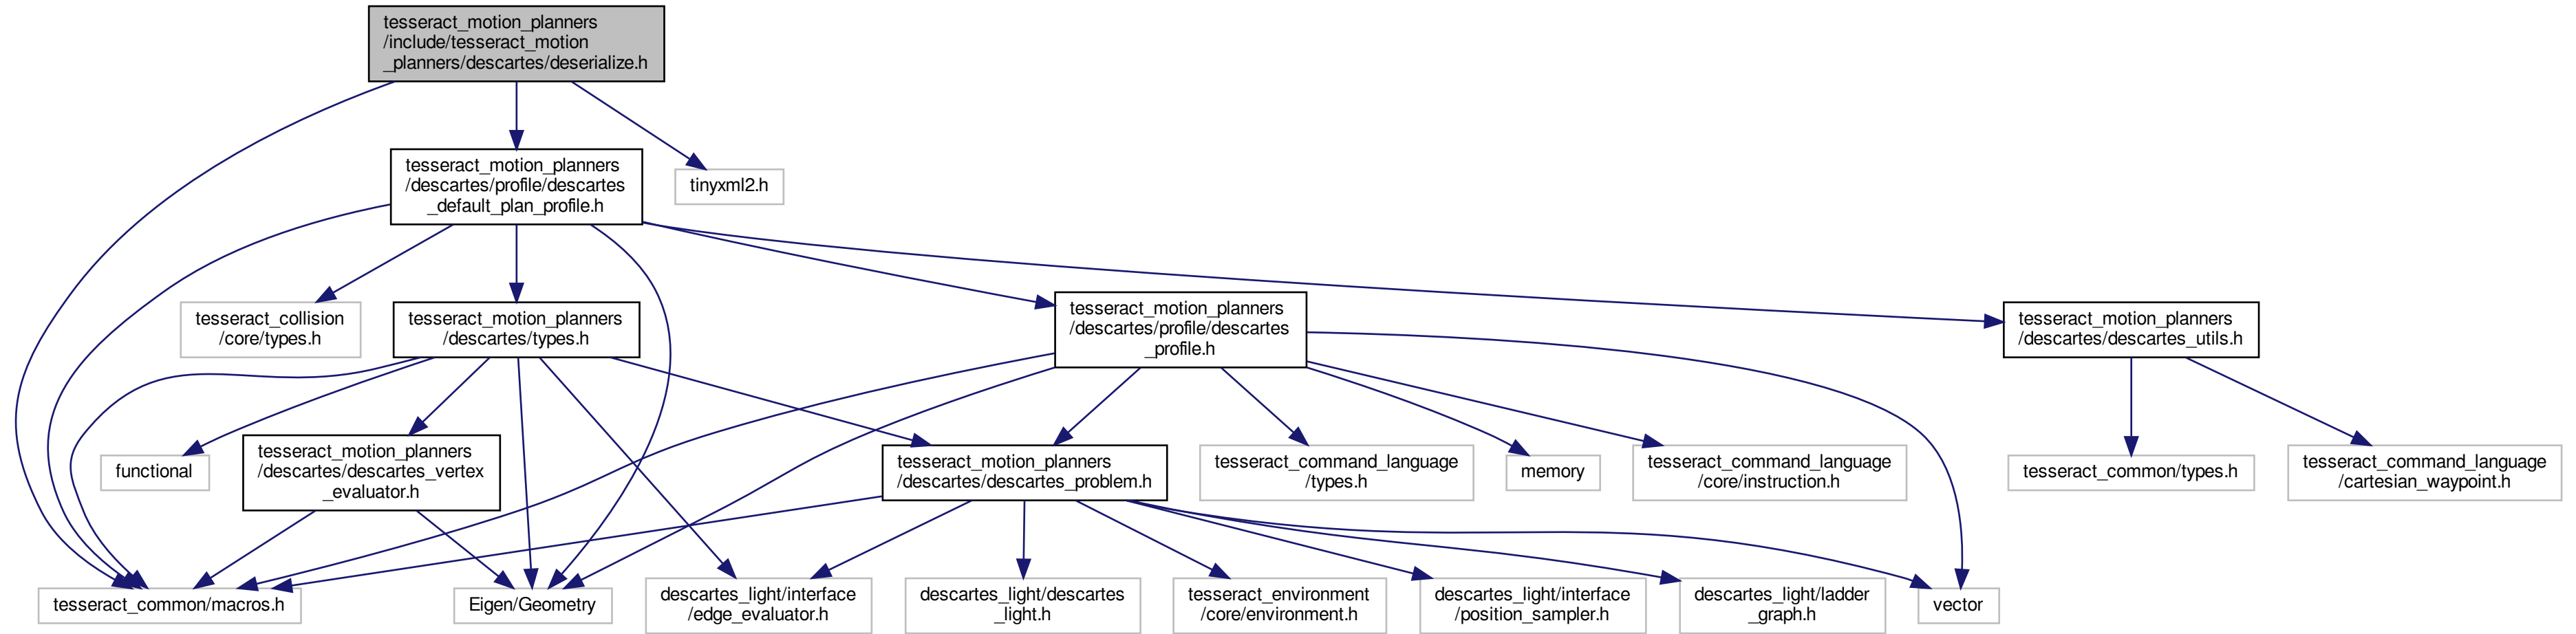 tesseract_motion_planners
/include/tesseract_motion
_planners/descartes/deserialize.h
tesseract_motion_planners
/descartes/profile/descartes
_default_plan_profile.h
tinyxml2.h
tesseract_collision
/core/types.h
tesseract_motion_planners
/descartes/types.h
tesseract_motion_planners
/descartes/profile/descartes
_profile.h
tesseract_motion_planners
/descartes/descartes_utils.h
functional
tesseract_motion_planners
/descartes/descartes_vertex
_evaluator.h
tesseract_motion_planners
/descartes/descartes_problem.h
tesseract_command_language
/types.h
memory
tesseract_command_language
/core/instruction.h
tesseract_common/types.h
tesseract_command_language
/cartesian_waypoint.h
tesseract_common/macros.h
Eigen/Geometry
descartes_light/interface
/edge_evaluator.h
descartes_light/descartes
_light.h
tesseract_environment
/core/environment.h
descartes_light/interface
/position_sampler.h
descartes_light/ladder
_graph.h
vector